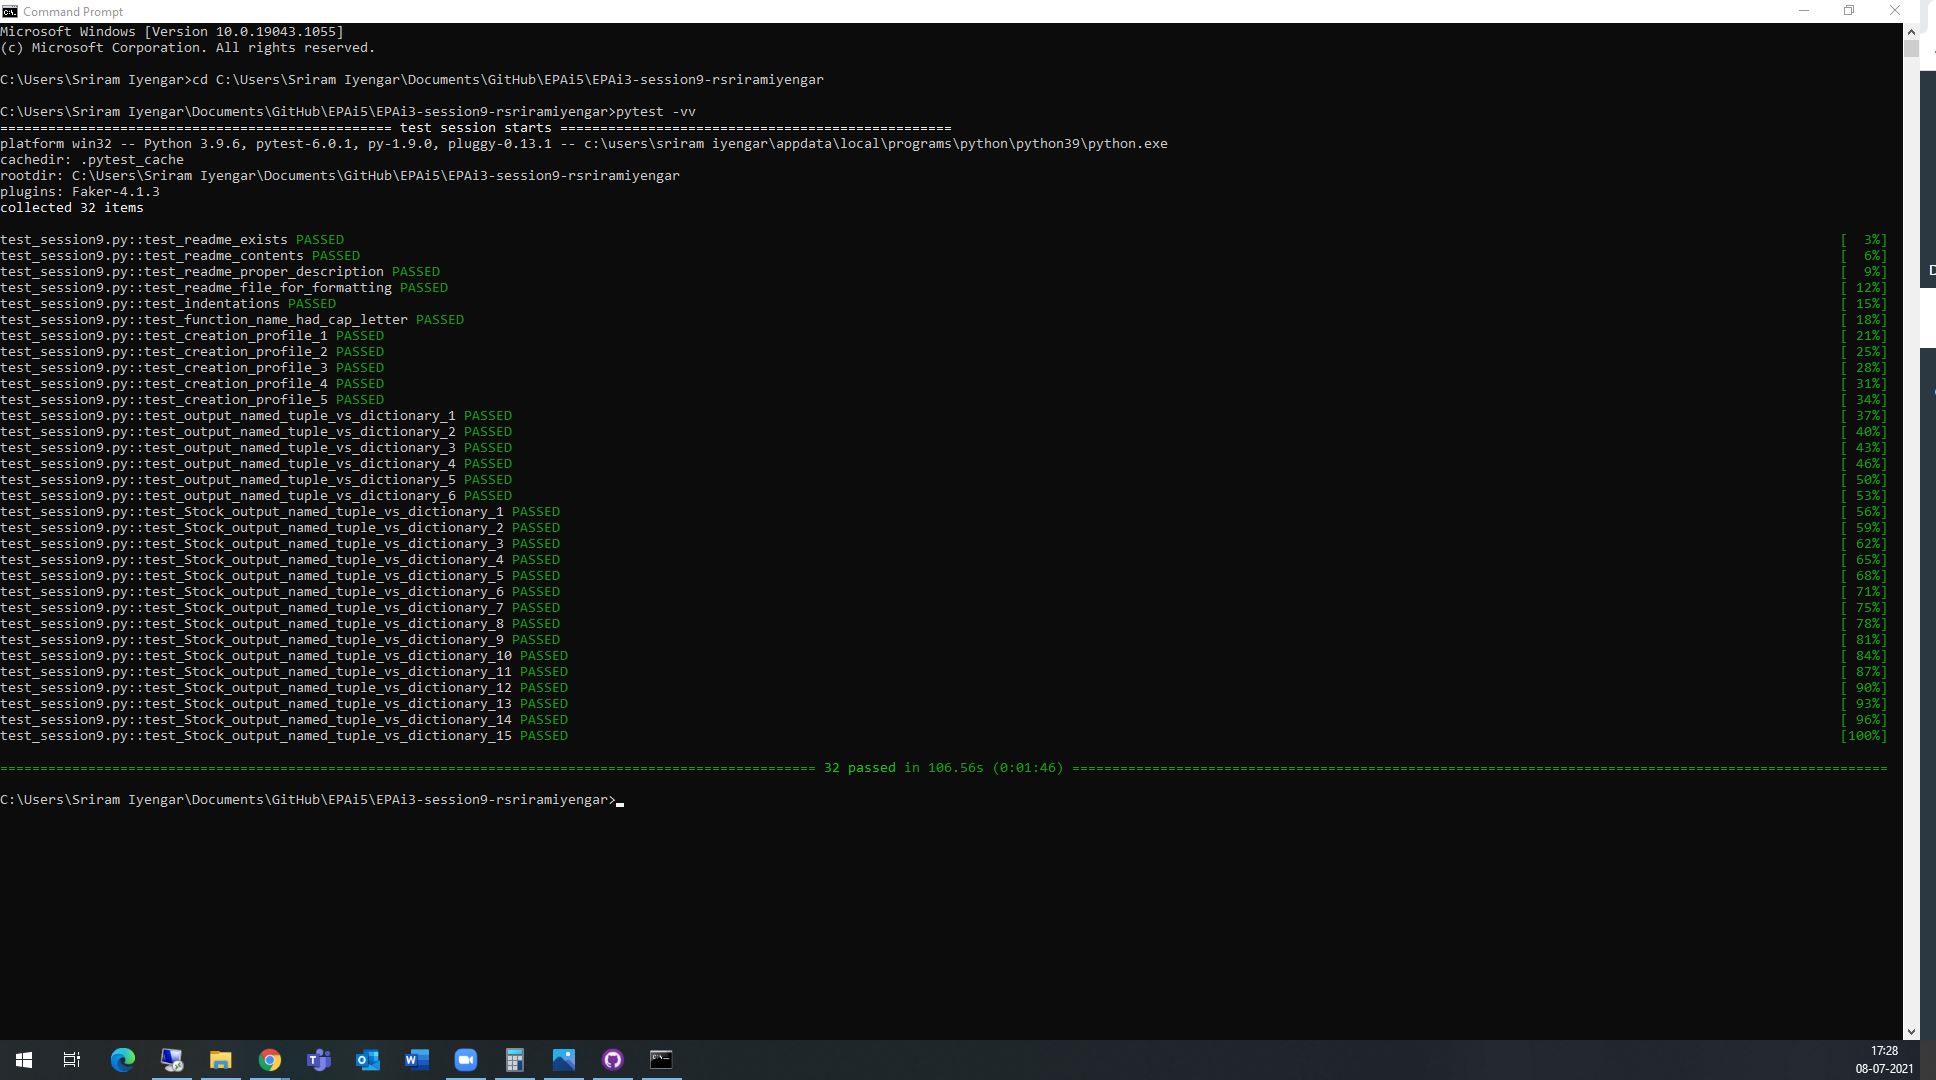 Command Prompt
Microsoft Windows [Version 10.0.19043.1055]
(c) Microsoft Corporation. All rights reserved.
C:\Users\Sriram Iyengar>cd C:\Users\Sriram Iyengar\Documents\GitHub\EPAi5\EPAi3-session9-rsriramiyengar
C:\Users\Sriram Iyengar\Documents\GitHub\EPAi5\EPAi3-session9-rsriramiyengar>pytest -vv
================================================= test session starts =================================================
platform win32 -- Python 3.9.6, pytest-6.0.1, py-1.9.0, pluggy-0.13.1 -- c:\users\sriram iyengar\appdata\local\programs\python\python39\python.exe
cachedir: .pytest_cache
rootdir: C:\Users\Sriram Iyengar\Documents\GitHub\EPAi5\EPAi3-session9-rsriramiyengar
plugins: Faker-4.1.3
collected 32 items
test_session9.py::test_readme_exists PASSED [  3%]
test_session9.py::test_readme_contents PASSED [  6%]
test_session9.py::test_readme_proper_description PASSED [  9%]
test_session9.py::test_readme_file_for_formatting PASSED [ 12%]
test_session9.py::test_indentations PASSED [ 15%]
test_session9.py::test_function_name_had_cap_letter PASSED [ 18%]
test_session9.py::test_creation_profile_1 PASSED [ 21%]
test_session9.py::test_creation_profile_2 PASSED [ 25%]
test_session9.py::test_creation_profile_3 PASSED [ 28%]
test_session9.py::test_creation_profile_4 PASSED [ 31%]
test_session9.py::test_creation_profile_5 PASSED [ 34%]
test_session9.py::test_output_named_tuple_vs_dictionary_1 PASSED [ 37%]
test_session9.py::test_output_named_tuple_vs_dictionary_2 PASSED [ 40%]
test_session9.py::test_output_named_tuple_vs_dictionary_3 PASSED [ 43%]
test_session9.py::test_output_named_tuple_vs_dictionary_4 PASSED [ 46%]
test_session9.py::test_output_named_tuple_vs_dictionary_5 PASSED [ 50%]
test_session9.py::test_output_named_tuple_vs_dictionary_6 PASSED [ 53%]
test_session9.py::test_Stock_output_named_tuple_vs_dictionary_1 PASSED [ 56%]
test_session9.py::test_Stock_output_named_tuple_vs_dictionary_2 PASSED [ 59%]
test_session9.py::test_Stock_output_named_tuple_vs_dictionary_3 PASSED [ 62%]
test_session9.py::test_Stock_output_named_tuple_vs_dictionary_4 PASSED [ 65%]
test_session9.py::test_Stock_output_named_tuple_vs_dictionary_5 PASSED [ 68%]
test_session9.py::test_Stock_output_named_tuple_vs_dictionary_6 PASSED [ 71%]
test_session9.py::test_Stock_output_named_tuple_vs_dictionary_7 PASSED [ 75%]
test_session9.py::test_Stock_output_named_tuple_vs_dictionary_8 PASSED [ 78%]
test_session9.py::test_Stock_output_named_tuple_vs_dictionary_9 PASSED [ 81%]
test_session9.py::test_Stock_output_named_tuple_vs_dictionary_10 PASSED [ 84%]
test_session9.py::test_Stock_output_named_tuple_vs_dictionary_11 PASSED [ 87%]
test_session9.py::test_Stock_output_named_tuple_vs_dictionary_12 PASSED [ 90%]
test_session9.py::test_Stock_output_named_tuple_vs_dictionary_13 PASSED [ 93%]
test_session9.py::test_Stock_output_named_tuple_vs_dictionary_14 PASSED [ 96%]
test_session9.py::test_Stock_output_named_tuple_vs_dictionary_15 PASSED [100%]
====================================================================================================== 32 passed in 106.56s (0:01:46) ======================================================================================================
C:\Users\Sriram Iyengar\Documents\GitHub\EPAi5\EPAi3-session9-rsriramiyengar>
17:28
08-07-2021